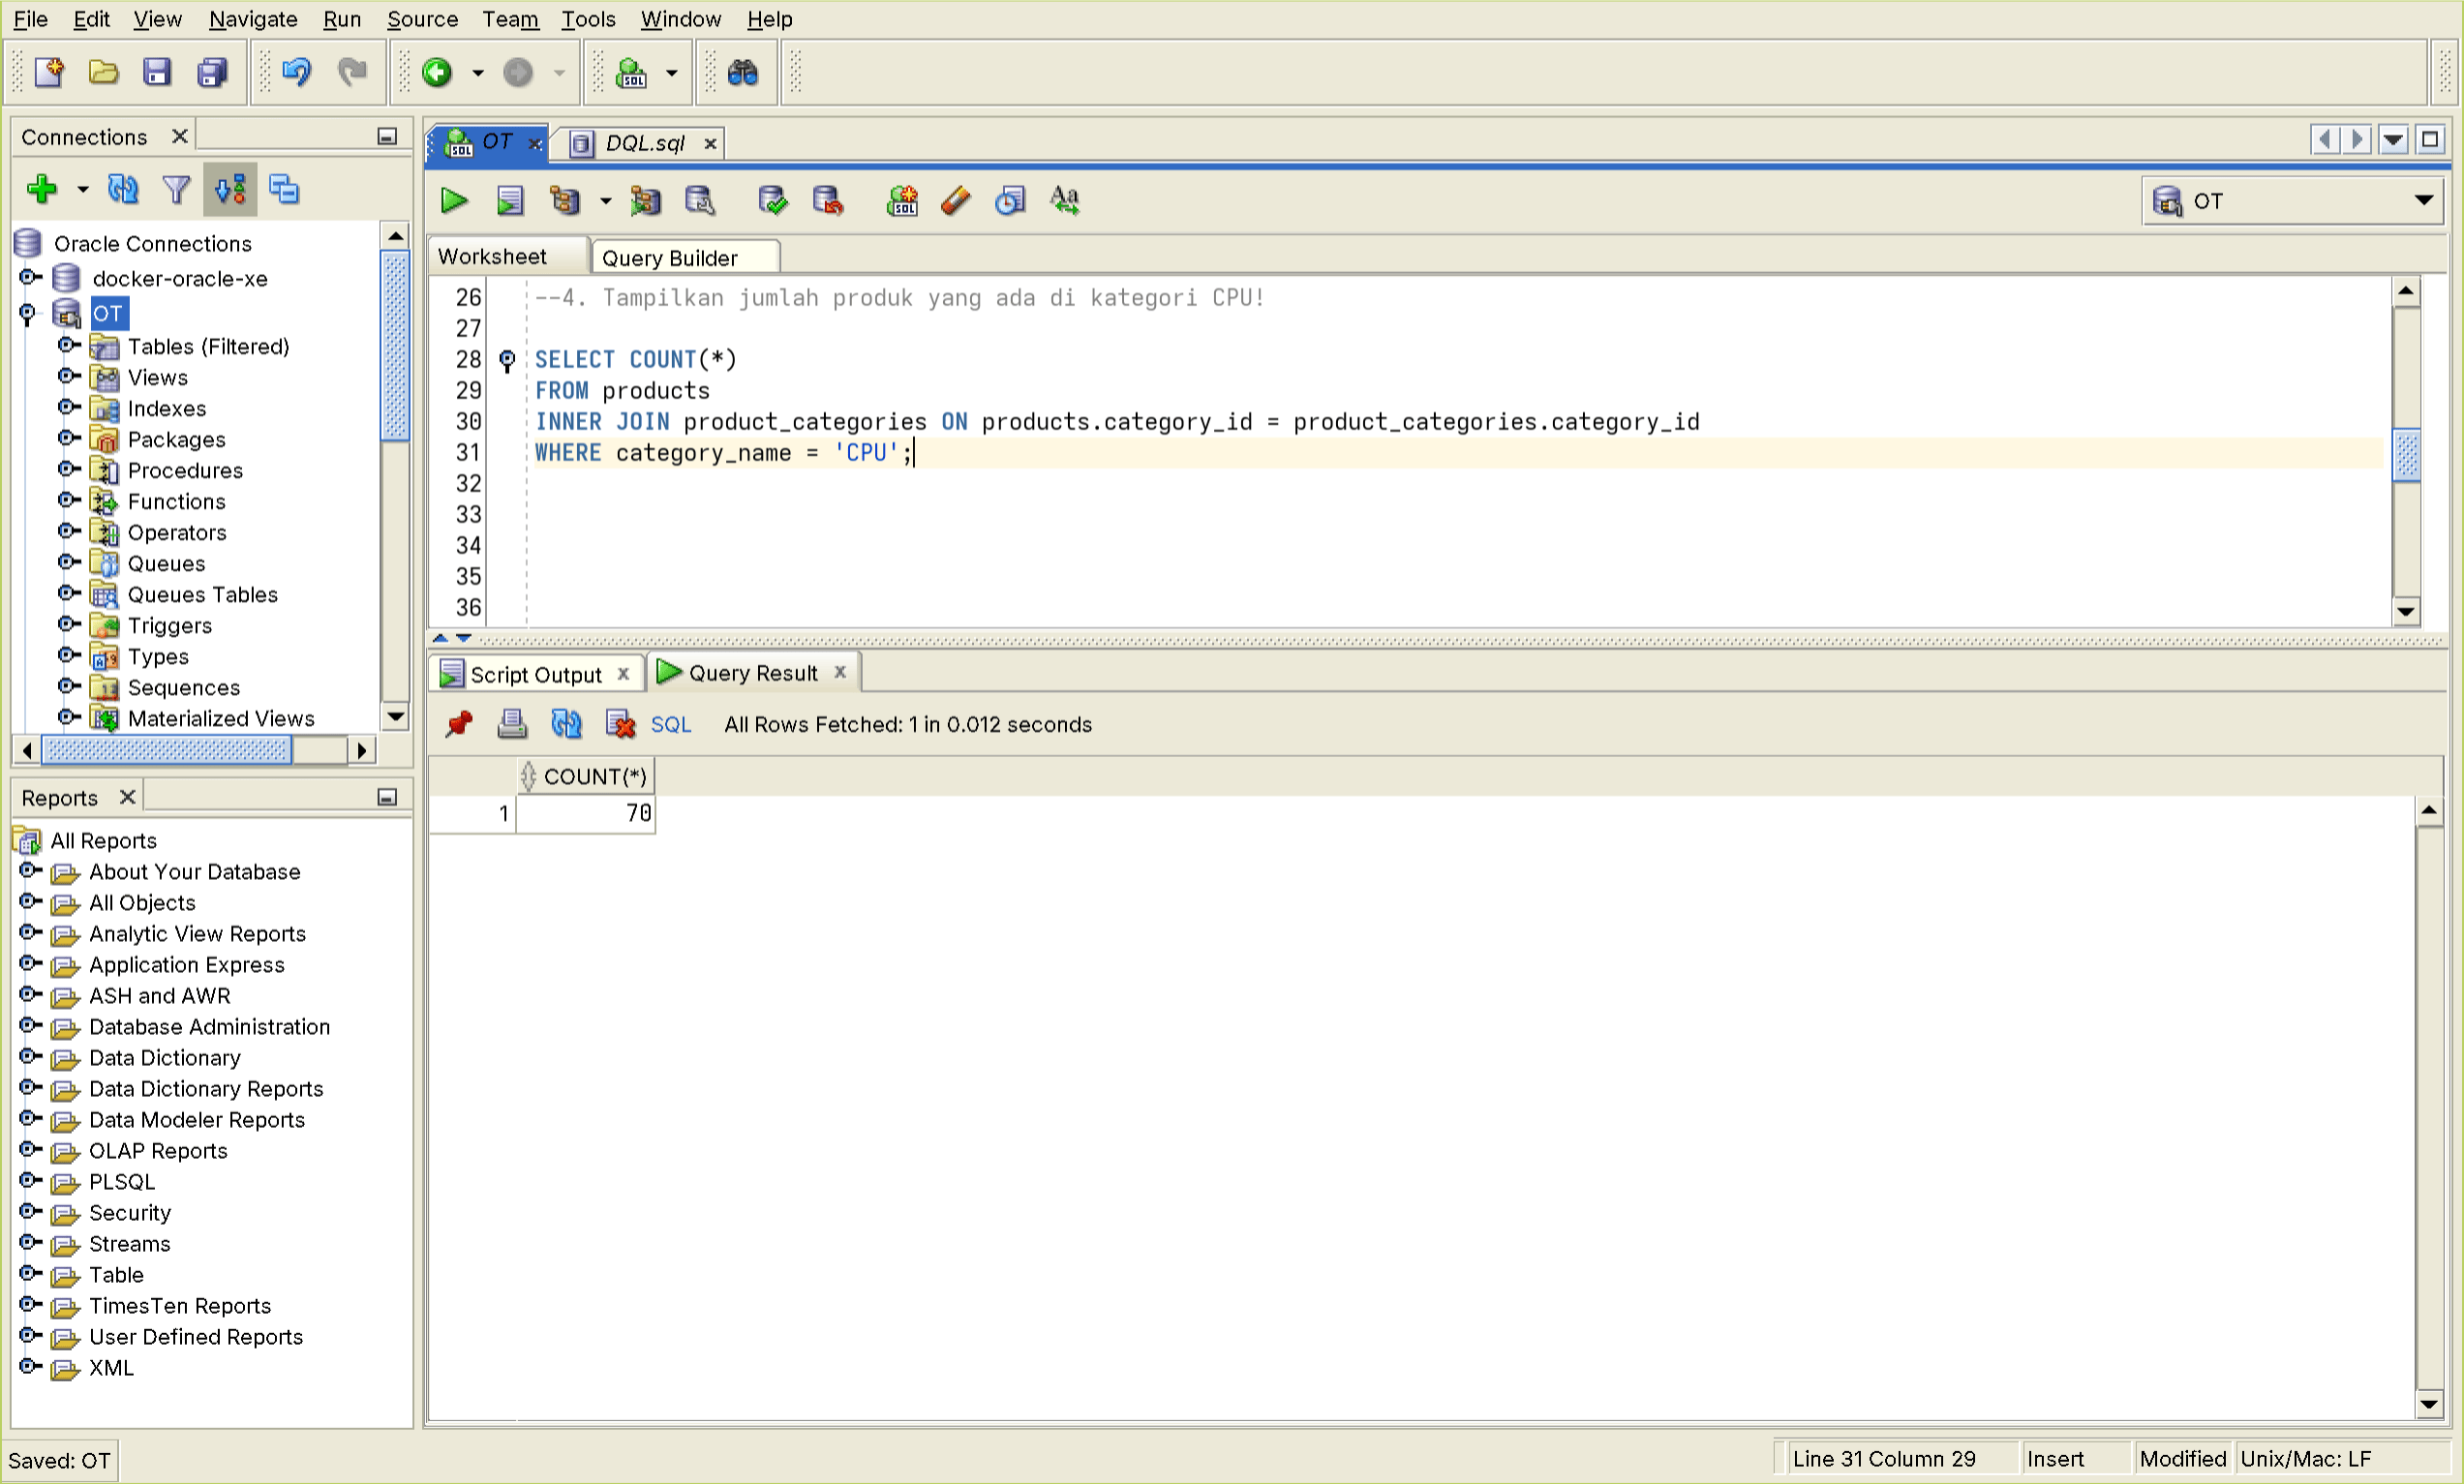 File Edit View Navigate Run Source Team Tools Window Help
Connections
Oracle Connections
docker-oracle-xe
OT
Tables (Filtered)
Views
Indexes
Packages
Procedures
Functions
Operators
Queues
Queues Tables
Triggers
Types
Sequences
Materialized Views
Reports
All Reports
About Your Database
All Objects
Analytic View Reports
Application Express
ASH and AWR
Database Administration
Data Dictionary
Data Dictionary Reports
Data Modeler Reports
OLAP Reports
PLSQL
Security
Streams
Table
TimesTen Reports
User Defined Reports
XML
OT DQL.sql
OT
Worksheet Query Builder
26 --4. Tampilkan jumlah produk yang ada di kategori CPU!
27
28 SELECT COUNT(*)
29 FROM products
30 INNER JOIN product_categories ON products.category_id = product_categories.category_id
31 WHERE category_name = 'CPU';
32
33
34
35
36
Script Output Query Result
SQL All Rows Fetched: 1 in 0.012 seconds
COUNT(*)
1 70
Saved: OT
Line 31 Column 29 Insert Modified Unix/Mac: LF